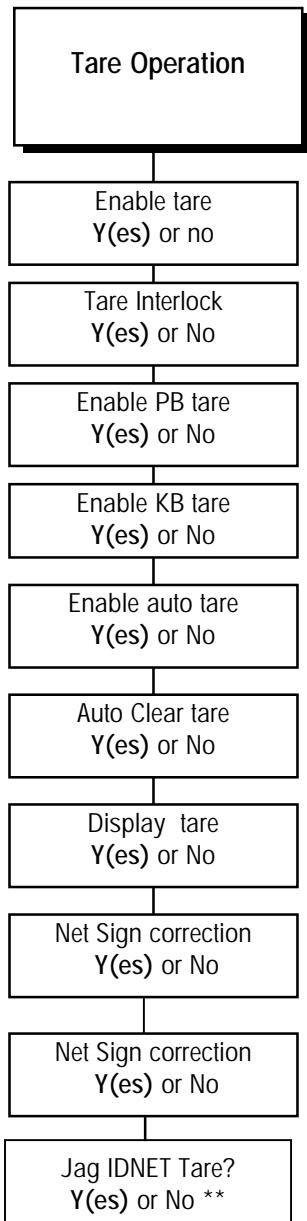 Tare Operation
Enable tare
Y(es) or no
Tare Interlock
Y(es) or No
Enable PB tare
Y(es) or No
Enable KB tare
Y(es) or No
Enable auto tare
Y(es) or No
Auto Clear tare
Y(es) or No
Display tare
Y(es) or No
Net Sign correction
Y(es) or No
Net Sign correction
Y(es) or No
Jag IDNET Tare?
Y(es) or No **